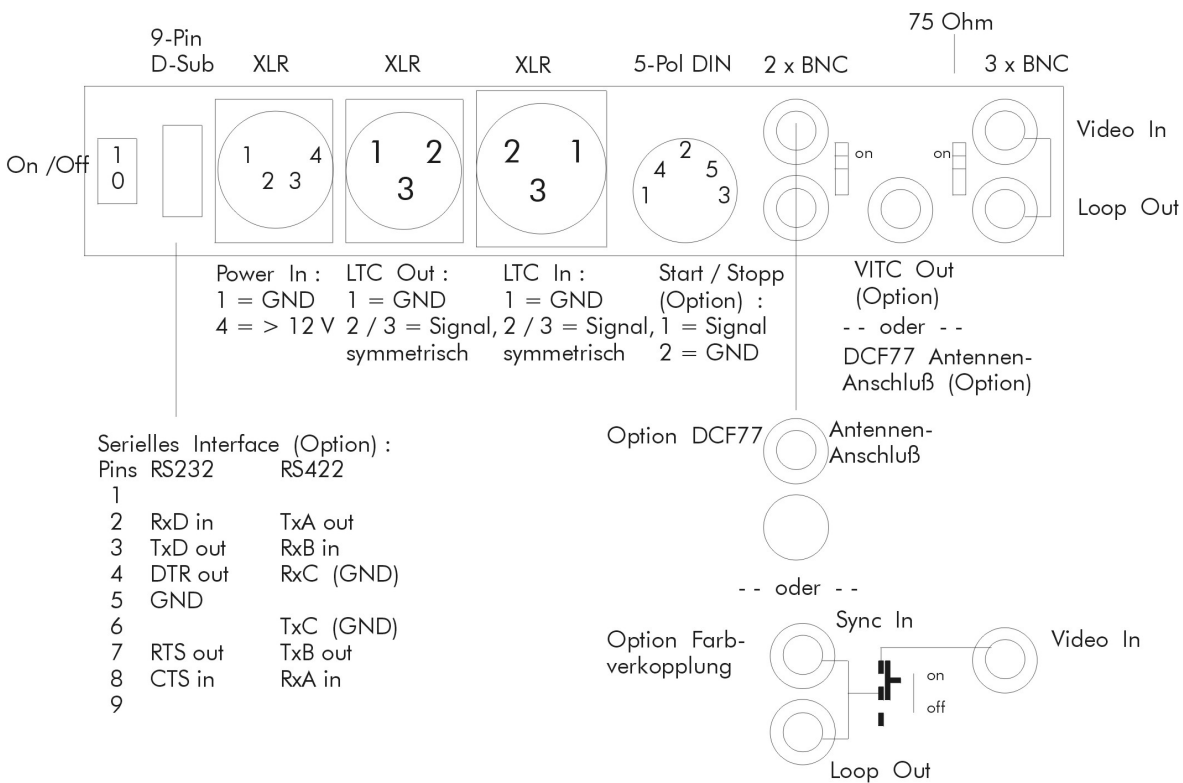 75 Ohm
9-Pin
D-Sub XLR XLR XLR 5-Pol DIN 2 x BNC 3 x BNC
On /Off
1
0
1 4
2 3
1 2
3
2 1
3
2
4 5
1 3
on
on
Video In
Loop Out
Power In :
1 = GND
4 = > 12 V
LTC Out :
1 = GND
2 / 3 = Signal,
symmetrisch
LTC In :
1 = GND
2 / 3 = Signal,
symmetrisch
Start / Stopp
(Option) :
1 = Signal
2 = GND
VITC Out
(Option)
- - oder - -
DCF77 Antennen-
Anschluß (Option)
Serielles Interface (Option) :
Pins RS232 RS422
1
2 RxD in TxA out
3 TxD out RxB in
4 DTR out RxC (GND)
5 GND
6 TxC (GND)
7 RTS out TxB out
8 CTS in RxA in
9
Option DCF77
Antennen-
Anschluß
- - oder - -
Option Farb-
verkopplung
Sync In
on
off
Video In
Loop Out